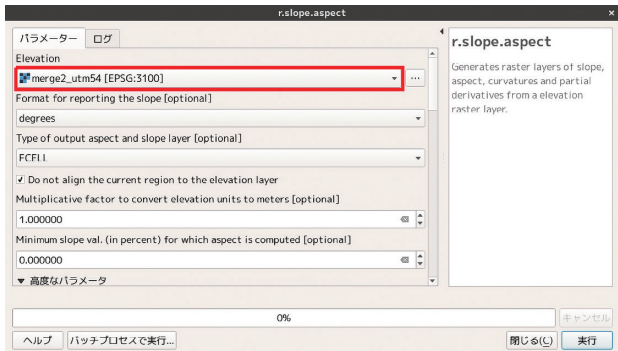 r.slope.aspect
×
パラメーター ログ
Elevation
merge2_utm54 [EPSG:3100]
...
Format for reporting the slope [optional]
degrees
Type of output aspect and slope layer [optional]
FCELL
Do not align the current region to the elevation layer
Multiplicative factor to convert elevation units to meters [optional]
1.000000
Minimum slope val. (in percent) for which aspect is computed [optional]
0.000000
▼ 高度なパラメータ
r.slope.aspect
Generates raster layers of slope,
aspect, curvatures and partial
derivatives from a elevation
raster layer.
0%
キャンセル
ヘルプ バッチプロセスで実行...
閉じる(C) 実行